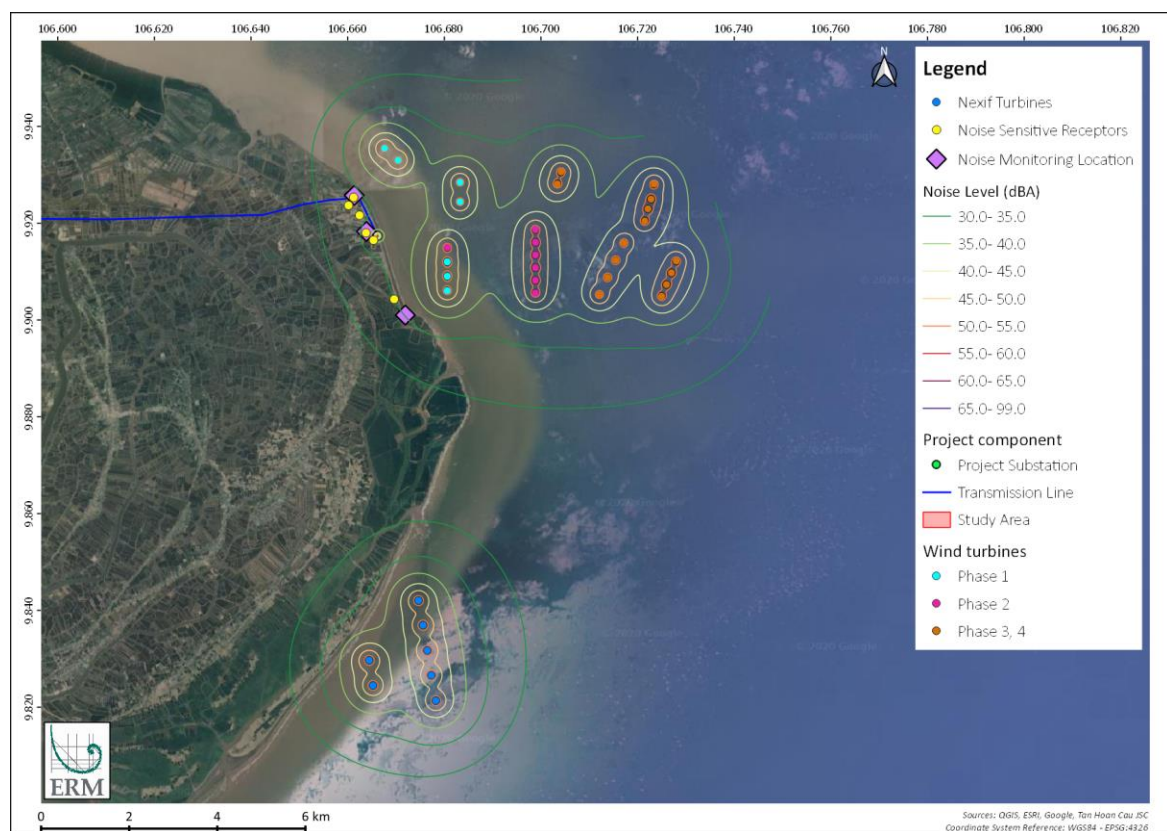 106.600 106.620 106.640 106.660 106.680 106.700 106.720 106.740 106.760 106.780 106.800 106.820
N
9.940
9.920
9.900
9.880
9.860
9.840
9.820
Legend
Nexif Turbines
Noise Sensitive Receptors
Noise Monitoring Location
Noise Level (dBA)
30.0- 35.0
35.0- 40.0
40.0- 45.0
45.0- 50.0
50.0- 55.0
55.0- 60.0
60.0- 65.0
65.0- 99.0
Project component
Project Substation
Transmission Line
Study Area
Wind turbines
Phase 1
Phase 2
Phase 3, 4
© 2020 Google
ERM
0 2 4 6 km
Sources: QGIS, ESRI, Google, Tan Hoan Cau JSC
Coordinate System Reference: WGS84 - EPSG:4326